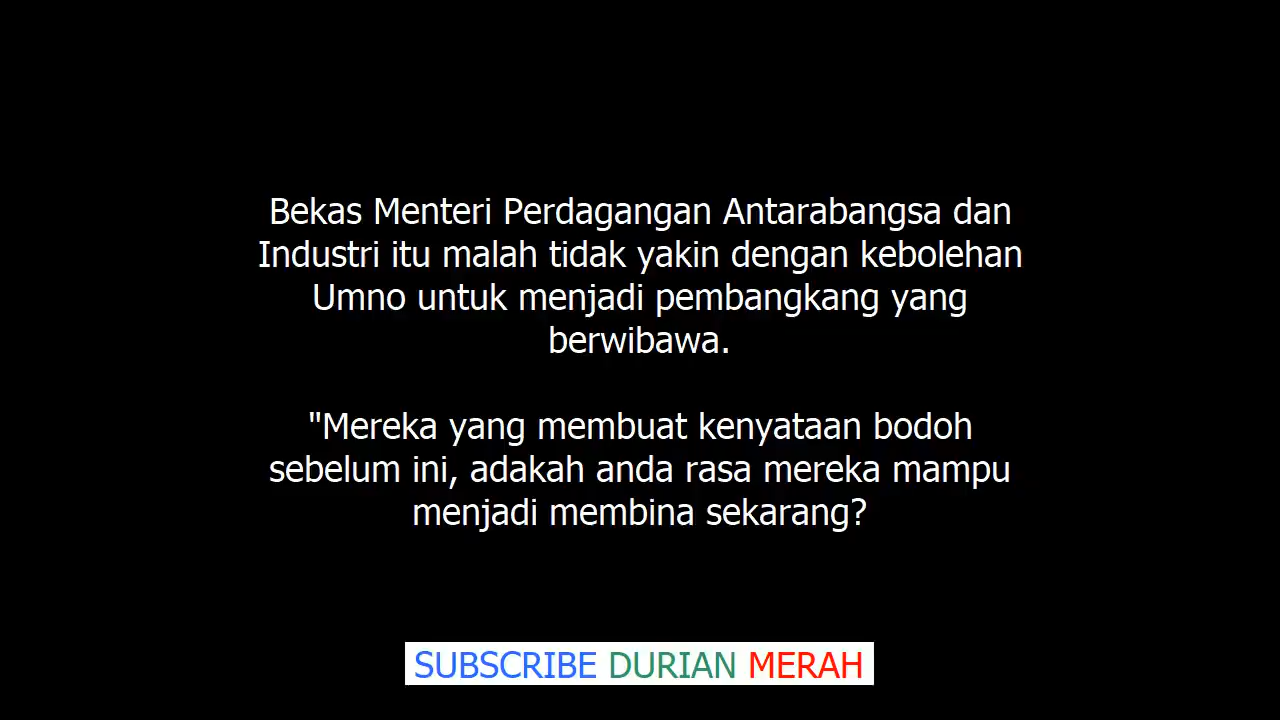 Bekas Menteri Perdagangan Antarabangsa dan
Industri itu malah tidak yakin dengan kebolehan
Umno untuk menjadi pembangkang yang
berwibawa.
"Mereka yang membuat kenyataan bodoh
sebelum ini, adakah anda rasa mereka mampu
menjadi membina sekarang?
SUBSCRIBE DURIAN MERAH